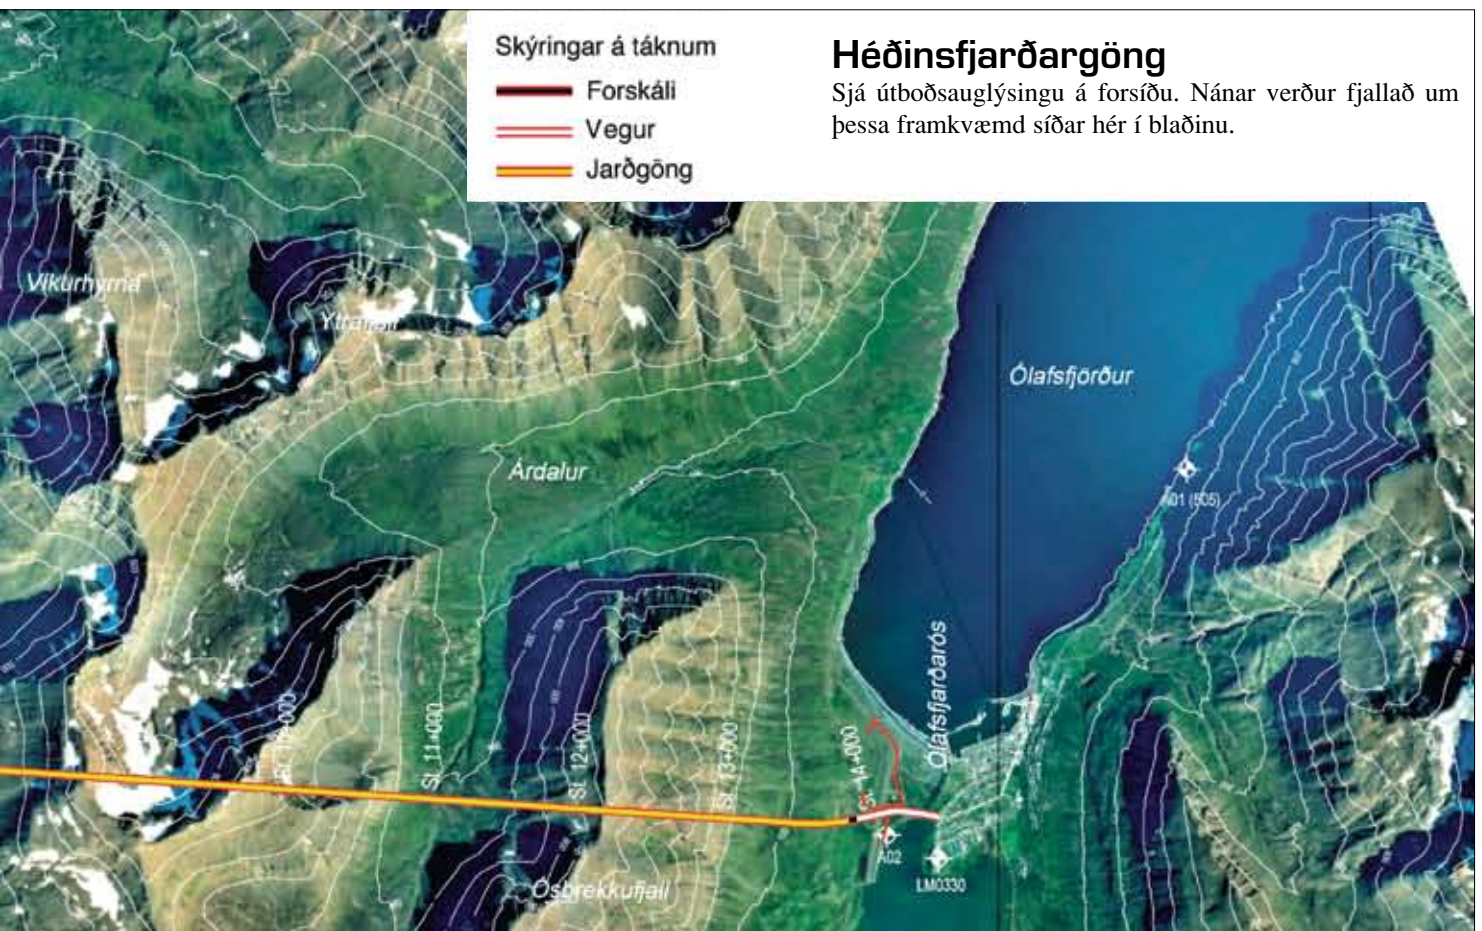 Skýringar á táknum
Forskáli
Vegur
Jarðgöng
Héðinsfjarðargöng
Sjá útboðsauglýsingu á forsíðu. Nánar verður fjallað um
þessa framkvæmd síðar hér í blaðinu.
Víkurhyrna
Ólafsfjörður
Árdalur
A01 (505)
Ólafsfjarðarós
St. 11+000
St. 12+000
St. 13+000
14+000
A02
LM0330
Ósbrekkufjall